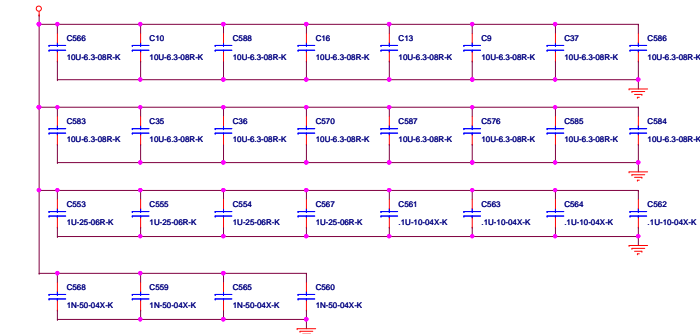 C566 C10 C588 C16 C13 C9 C37 C586
10U-6.3-08R-K 10U-6.3-08R-K 10U-6.3-08R-K 10U-6.3-08R-K 10U-6.3-08R-K 10U-6.3-08R-K 10U-6.3-08R-K 10U-6.3-08R-K
C583 C35 C36 C570 C587 C576 C585 C584
10U-6.3-08R-K 10U-6.3-08R-K 10U-6.3-08R-K 10U-6.3-08R-K 10U-6.3-08R-K 10U-6.3-08R-K 10U-6.3-08R-K 10U-6.3-08R-K
C553 C555 C554 C567 C561 C563 C564 C562
1U-25-06R-K 1U-25-06R-K 1U-25-06R-K 1U-25-06R-K .1U-10-04X-K .1U-10-04X-K .1U-10-04X-K .1U-10-04X-K
C568 C559 C565 C560
1N-50-04X-K 1N-50-04X-K 1N-50-04X-K 1N-50-04X-K